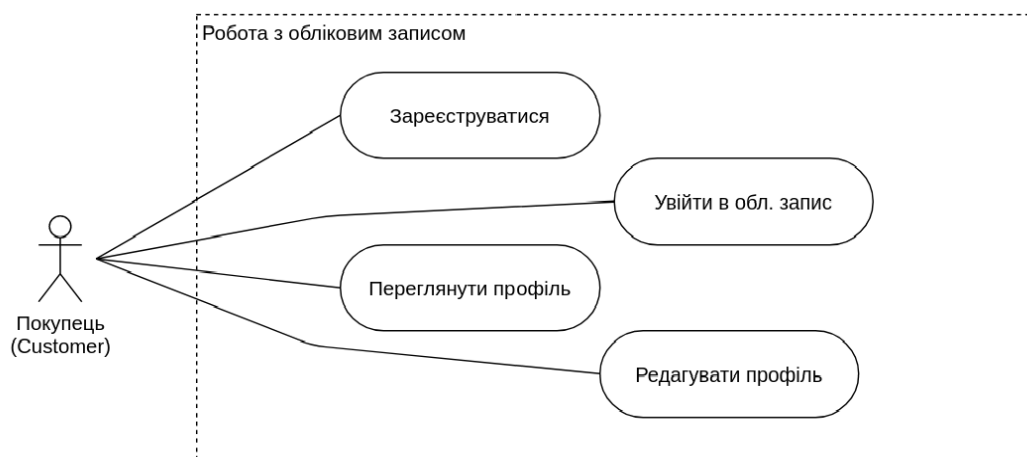 Робота з обліковим записом
Зареєструватися
Увійти в обл. запис
Переглянути профіль
Покупець
(Customer)
Редагувати профіль